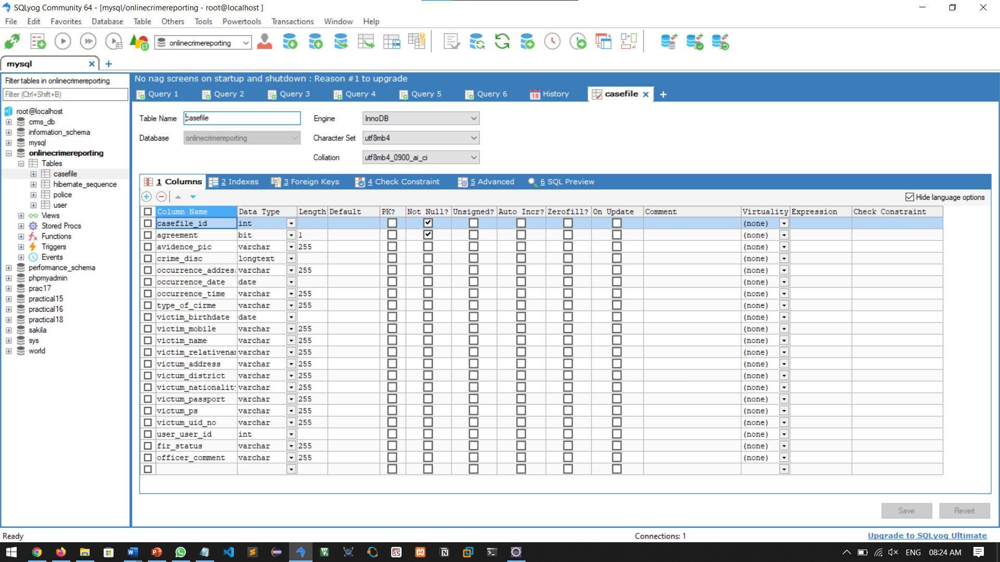 SQLyog Community 64 - [mysql/onlinecrimereporting - root@localhost ]
File Edit Favorites Database Table Others Tools Powertools Transactions Window Help
onlinecrimereporting
mysql
Filter tables in onlinecrimereporting
Filter (Ctrl+Shift+B)
root@localhost
crms_db
information_schema
mysql
onlinecrimereporting
Tables
casefile
hibernate_sequence
police
user
Views
Stored Procs
Functions
Triggers
Events
performance_schema
phpmyadmin
prac17
practical15
practical16
practical18
sakila
sys
world
No nag screens on startup and shutdown : Reason #1 to upgrade
Query 1 Query 2 Query 3 Query 4 Query 5 Query 6 18 History casefile
Table Name casefile Engine InnoDB
Database onlinecrimereporting Character Set utf8mb4
Collation utf8mb4_0900_ai_ci
1 Columns 2 Indexes 3 Foreign Keys 4 Check Constraint 5 Advanced 6 SQL Preview
Hide language options
Column Name Data Type Length Default PK? Not Null? Unsigned? Auto Incr? Zerofill? On Update Comment Virtuality Expression Check Constraint
casefile_id int (none)
agreement bit 1 (none)
avidence_pic varchar 255 (none)
crime_disc longtext (none)
occurrence_addres varchar 255 (none)
occurrence_date date (none)
occurrence_time varchar 255 (none)
type_of_cirme varchar 255 (none)
victim_birthdate date (none)
victim_mobile varchar 255 (none)
victim_name varchar 255 (none)
victim_relativena varchar 255 (none)
victum_address varchar 255 (none)
victum_district varchar 255 (none)
victum_nationalit varchar 255 (none)
victum_passport varchar 255 (none)
victum_ps varchar 255 (none)
victum_uid_no varchar 255 (none)
user_user_id int (none)
fir_status varchar 255 (none)
officer_comment varchar 255 (none)
Save Revert
Ready Connections: 1 Upgrade to SQLyog Ultimate
ENG 08:24 AM